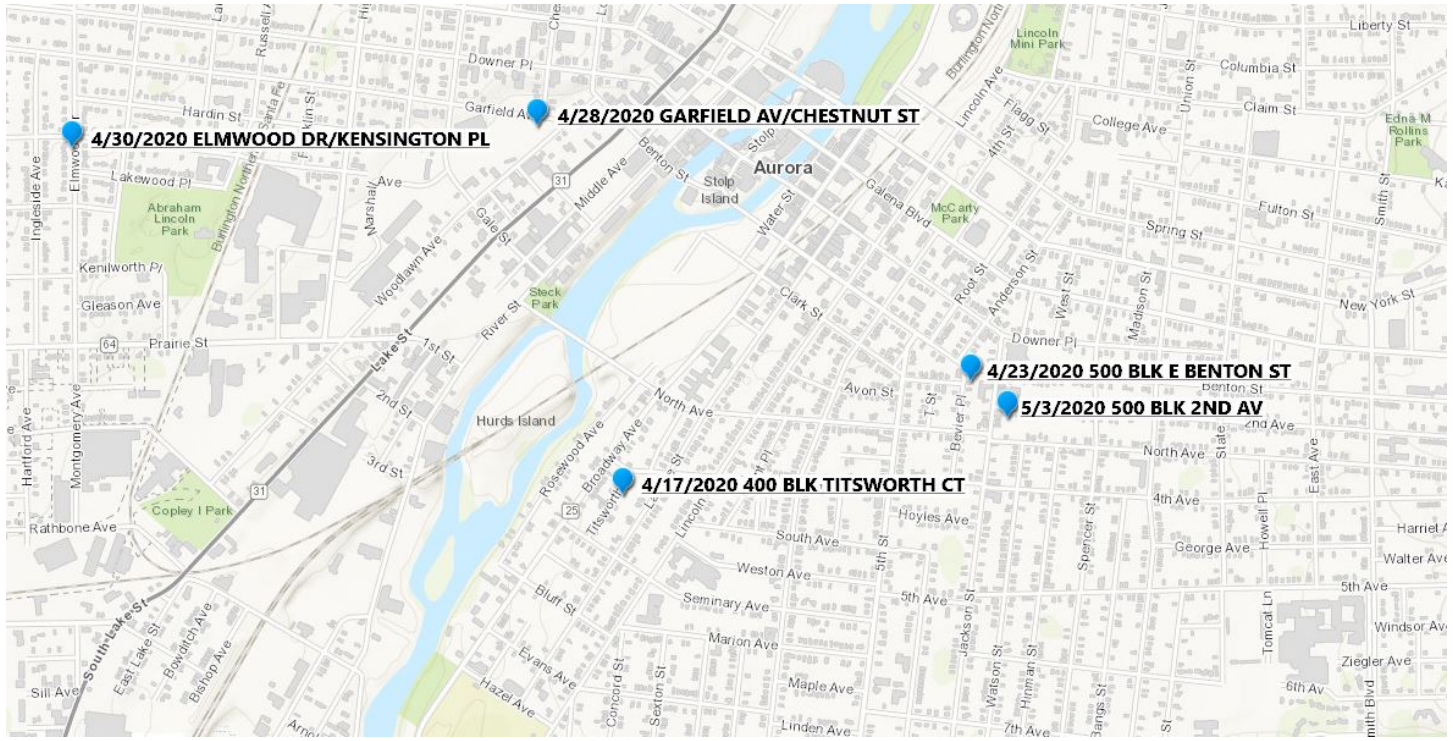 Liberty St
Lincoln
Mini Park
Downer Pl
Columbia St
Union St
Lincoln Ave
Flagg St
Claim St
Hardin St
Garfield Av
4/28/2020 GARFIELD AV/CHESTNUT ST
4th St
College Ave
Edna M
Rollins
Park
4/30/2020 ELMWOOD DR/KENSINGTON PL
Stolp
Benton St
Aurora
31
Middle Ave
Lakewood Pl
Stolp
Island
Galena Blvd
Smith St
Ingleside Ave
Abraham
Lincoln
Park
Marshall Ave
Gale St
Water St
McCarty
Park
Fulton St
Spring St
Kenilworth Pl
Woodlawn Ave
Root St
Anderson St
West St
Gleason Ave
Steck
Park
Clark St
Madison St
New York St
River St
64
Prairie St
Lake St
1st St
Downer Pl
4/23/2020 500 BLK E BENTON ST
Avon St
Benton St
Hartford Ave
Montgomery Ave
2nd St
Hurds Island
North Ave
T St
Bevier Pl
5/3/2020 500 BLK 2ND AV
2nd Ave
State
3rd St
Rosewood Ave
Broadway Ave
North Ave
East Ave
4/17/2020 400 BLK TITSWORTH CT
31
Copley I Park
25
Lincoln
4th Ave
Howell Pl
Rathbone Ave
Hoyles Ave
South Ave
5th St
Spencer St
George Ave
Harriet A
Walter Ave
Weston Ave
South Lake St
Bluff St
Seminary Ave
5th Ave
5th Ave
Tomcat Ln
Windsor Av
East Lake St
Bowditch Ave
Bishop Ave
Marion Ave
Jackson St
Evans Ave
Ziegler Ave
Sill Ave
Hazel Ave
Concord St
Sexton St
Maple Ave
Watson St
Hinman St
6th Av
Linden Ave
7th Ave